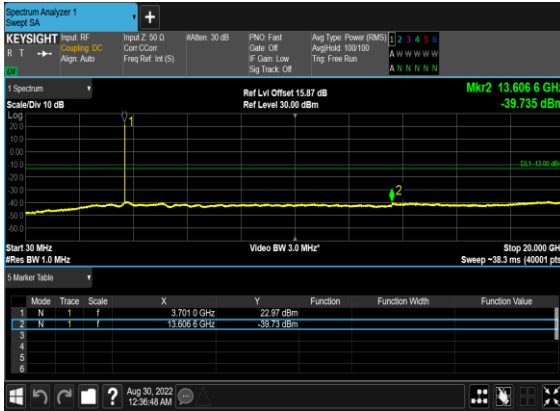 Spectrum Analyzer 1
Swept SA
+
KEYSIGHT Input: RF Input Z: 50 Ω #Atten: 30 dB PNO: Fast Avg Type: Power (RMS) 1 2 3 4 5 6
R T Coupling: DC Corr CCorr Gate: Off Avg|Hold: 100/100 A W W W W W
Align: Auto Freq Ref: Int (S) IF Gain: Low Trig: Free Run
Sig Track: Off A N N N N N
1 Spectrum
Scale/Div 10 dB Ref Lvl Offset 15.87 dB Mkr2 13.606 6 GHz
Ref Level 30.00 dBm -39.735 dBm
Log
1
20.0
10.0
0.00
-10.0
DL1 -13.00 dBm
-20.0
-30.0
2
-40.0
-50.0
-60.0
Start 30 MHz Video BW 3.0 MHz* Stop 20.000 GH
#Res BW 1.0 MHz Sweep ~38.3 ms (40001 pts
5 Marker Table
Mode Trace Scale X Y Function Function Width Function Value
1 N 1 f 3.701 0 GHz 22.97 dBm
2 N 1 f 13.606 6 GHz -39.73 dBm
3
4
5
6
? Aug 30, 2022
12:36:48 AM